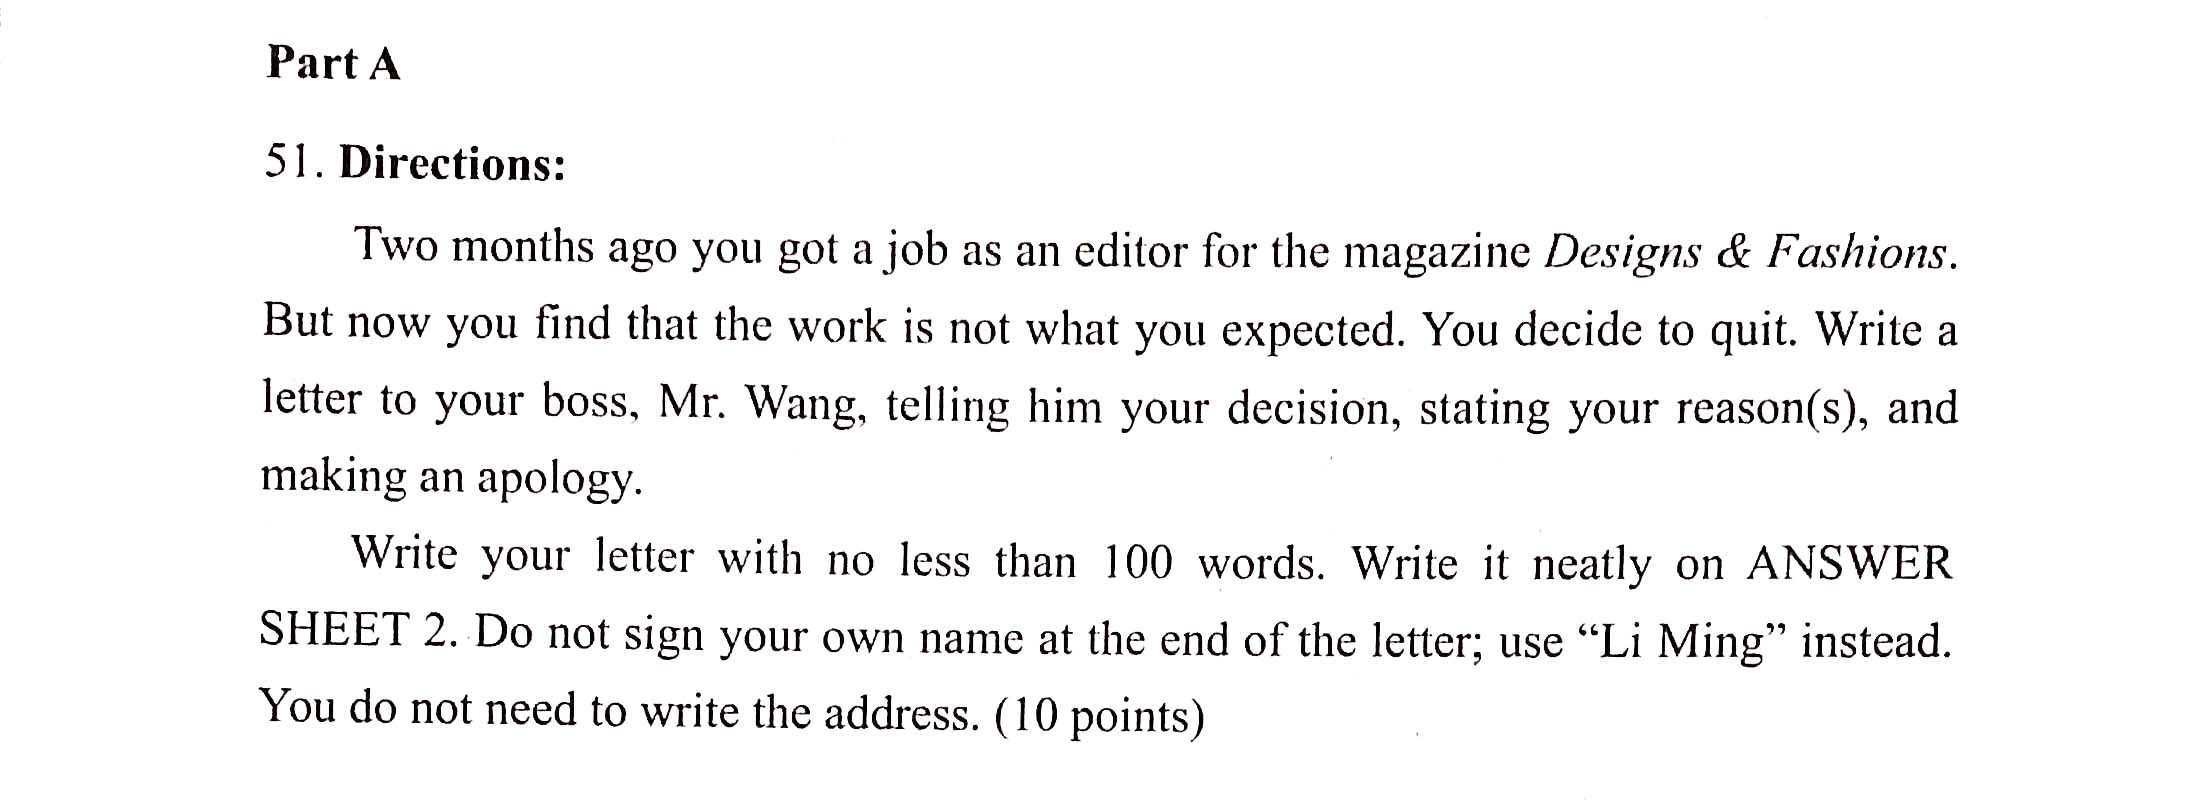 Part A
51. Directions:
Two months ago you got a job as an editor for the magazine Designs & Fashions.
But now you find that the work is not what you expected. You decide to quit. Write a
letter to your boss, Mr. Wang, telling him your decision, stating your reason(s), and
making an apology.
Write your letter with no less than 100 words. Write it neatly on ANSWER
SHEET 2. Do not sign your own name at the end of the letter; use “Li Ming” instead.
You do not need to write the address. (10 points)